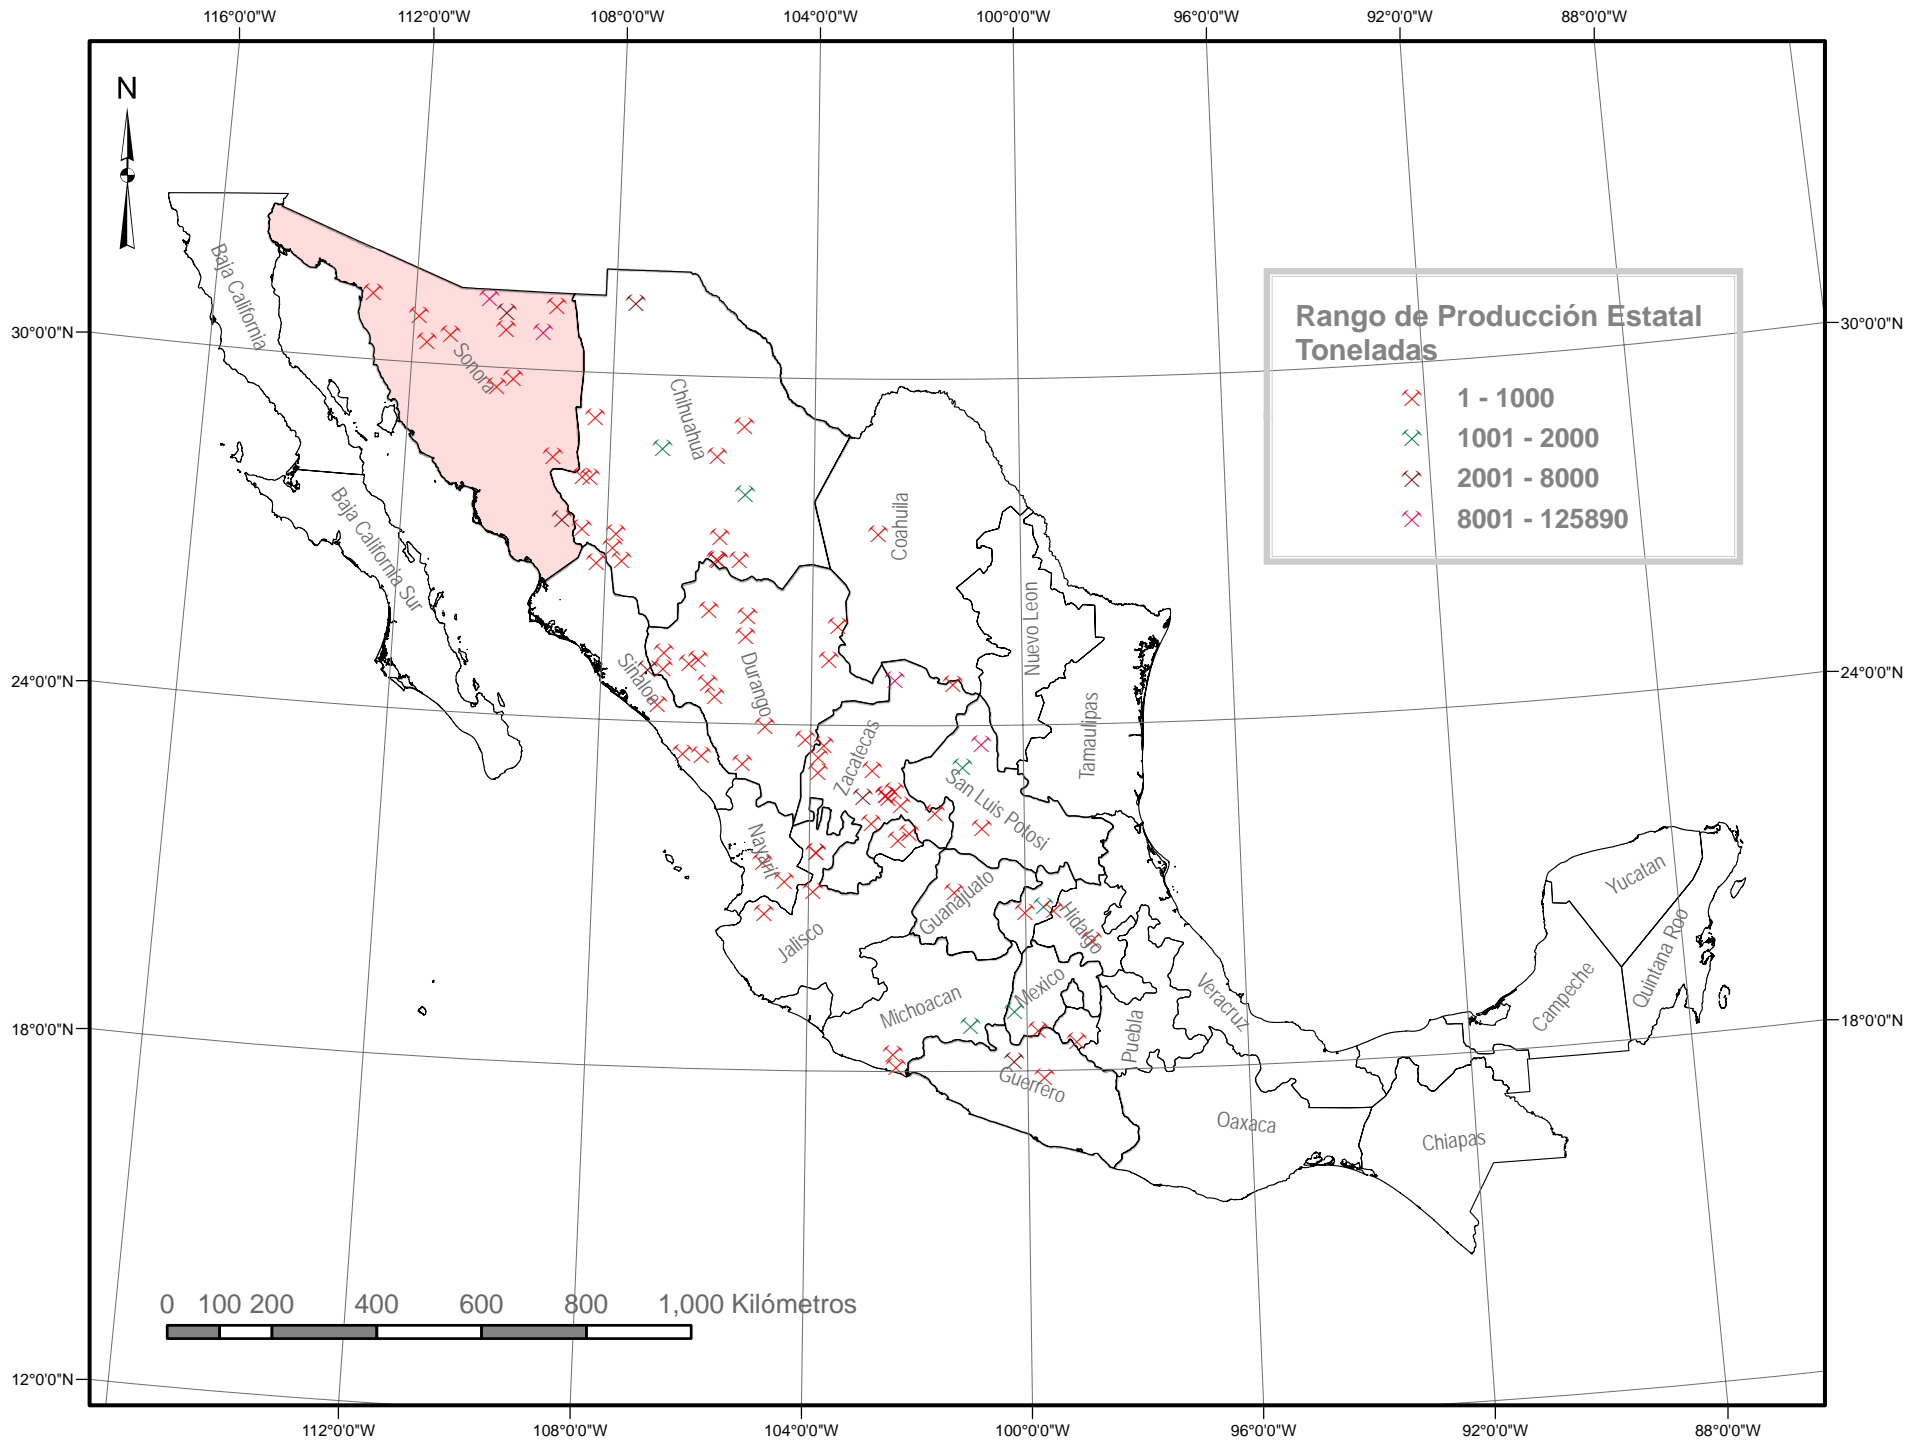 116°0'0"W 112°0'0"W 108°0'0"W 104°0'0"W 100°0'0"W 96°0'0"W 92°0'0"W 88°0'0"W
N
30°0'0"N
24°0'0"N
18°0'0"N
12°0'0"N
30°0'0"N
24°0'0"N
18°0'0"N
Rango de Producción Estatal
Toneladas
1 - 1000
1001 - 2000
2001 - 8000
8001 - 125890
Baja California
Baja California Sur
Sonora
Chihuahua
Coahuila
Nuevo Leon
Tamaulipas
Sinaloa
Durango
Zacatecas
San Luis Potosi
Nayarit
Jalisco
Guanajuato
Hidalgo
Michoacan
Mexico
Veracruz
Puebla
Guerrero
Oaxaca
Chiapas
Campeche
Yucatan
Quintana Roo
0 100 200 400 600 800 1,000 Kilómetros
112°0'0"W 108°0'0"W 104°0'0"W 100°0'0"W 96°0'0"W 92°0'0"W 88°0'0"W